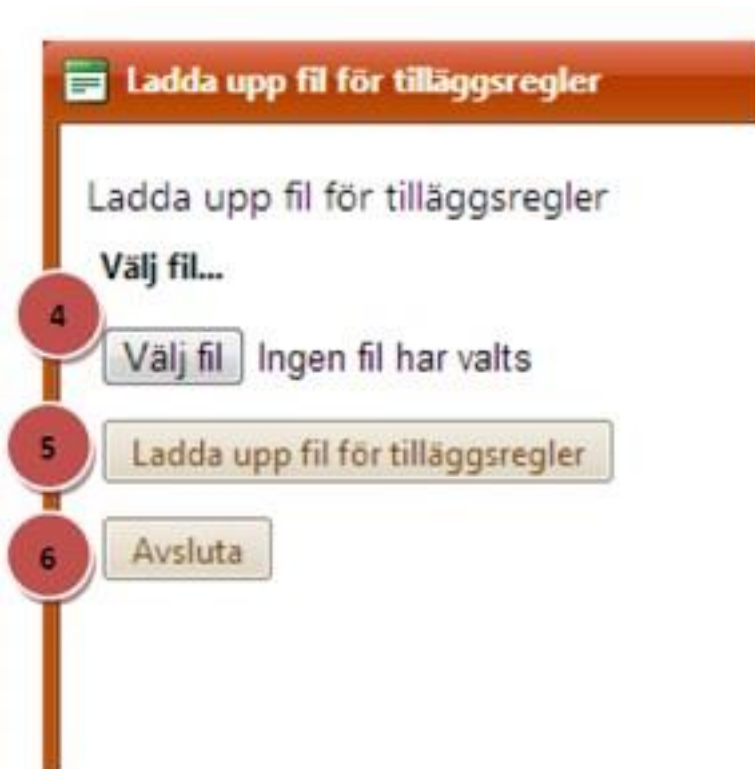 Ladda upp fil för tilläggsregler
Ladda upp fil för tilläggsregler
Välj fil...
4
Välj fil Ingen fil har valts
5
Ladda upp fil för tilläggsregler
6
Avsluta